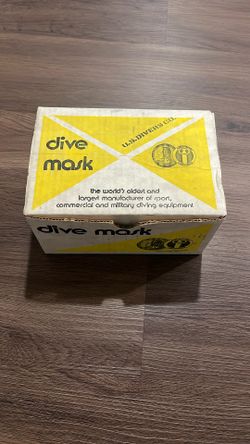 U.S. DIVERS CO.
dive
mask
the world's oldest and
largest manufacturer of sport,
commercial and military diving equipment
dive mask